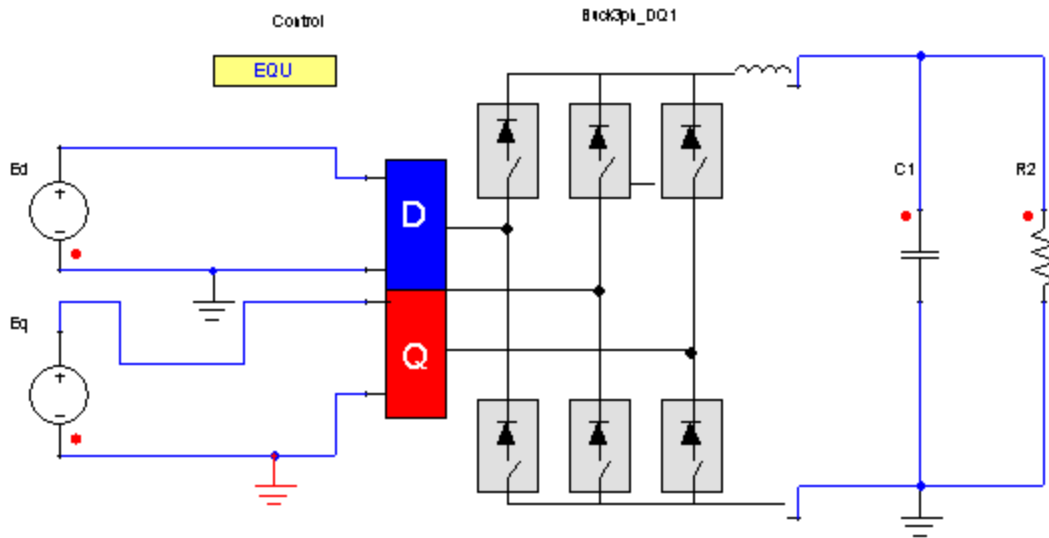 Control
Buck3ph_DQ1
EQU
Ed
D
C1
R2
Eq
Q